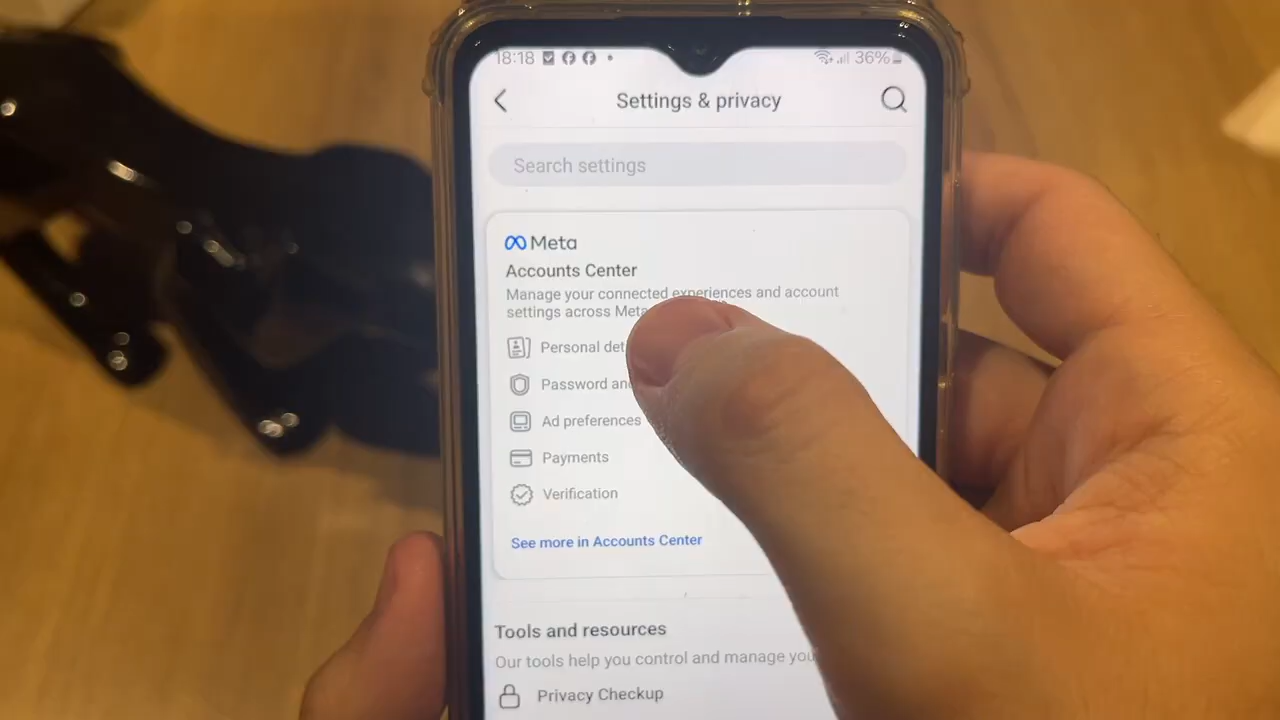 18:18 36%
Settings & privacy
Search settings
Meta
Accounts Center
Manage your connected experiences and account
settings across Meta
Personal det
Password an
Ad preferences
Payments
Verification
See more in Accounts Center
Tools and resources
Our tools help you control and manage you
Privacy Checkup